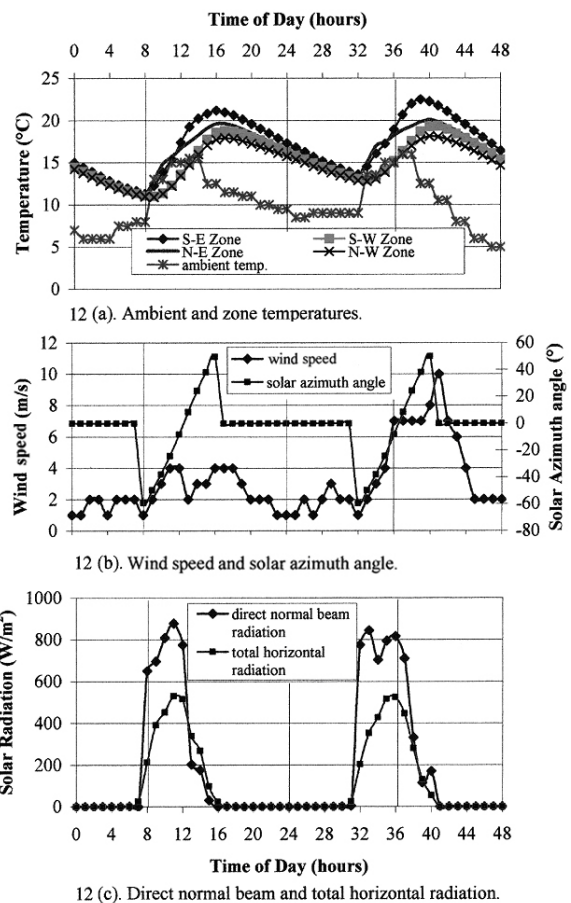 Time of Day (hours)
0 4 8 12 16 20 24 28 32 36 40 44 48
Temperature (°C)
25
20
15
10
5
0
S-E Zone
S-W Zone
N-E Zone
N-W Zone
ambient temp.
12 (a). Ambient and zone temperatures.
Wind speed (m/s)
12
10
8
6
4
2
0
wind speed
solar azimuth angle
60
40
20
0
-20
-40
-60
-80
Solar Azimuth angle (°)
12 (b). Wind speed and solar azimuth angle.
Solar Radiation (W/m²)
1000
800
600
400
200
0
direct normal beam
radiation
total horizontal
radiation
0 4 8 12 16 20 24 28 32 36 40 44 48
Time of Day (hours)
12 (c). Direct normal beam and total horizontal radiation.